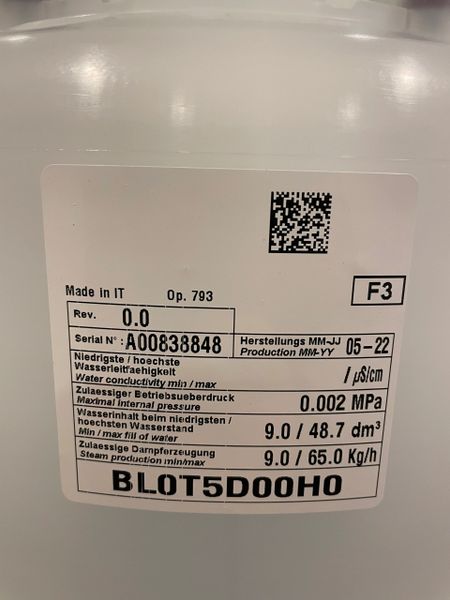 Made in IT Op. 793 F3
Rev. 0.0
Serial N° : A00838848
Herstellungs MM-JJ
Production MM-YY 05-22
Niedrigste / hoechste
Wasserleitfaehigkeit
Water conductivity min / max / µS/cm
Zulaessiger Betriebsueberdruck
Maximal internal pressure 0.002 MPa
Wasserinhalt beim niedrigsten /
hoechsten Wasserstand
Min / max fill of water 9.0 / 48.7 dm³
Zulaessige Dampferzeugung
Steam production min/max 9.0 / 65.0 Kg/h
BL0T5D00H0